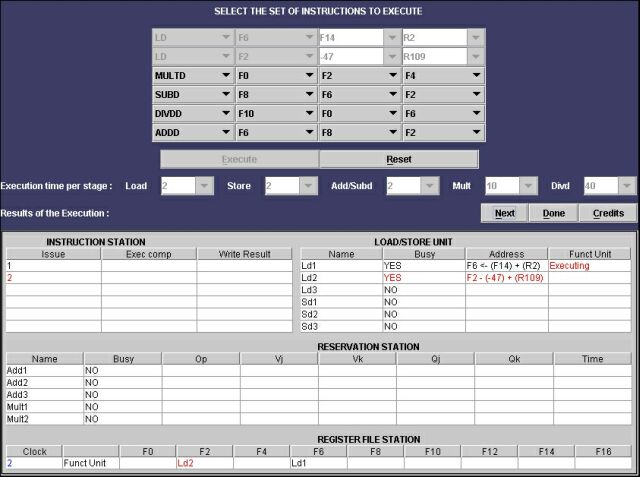 SELECT THE SET OF INSTRUCTIONS TO EXECUTE
LD F6 F14 R2
LD F2 -47 R109
MULTD F0 F2 F4
SUBD F8 F6 F2
DIVDD F10 F0 F6
ADDD F6 F8 F2
Execute Reset
Execution time per stage : Load 2 Store 2 Add/Subd 2 Mult 10 Divd 40
Results of the Execution : Next Done Credits
INSTRUCTION STATION LOAD/STORE UNIT
Issue Exec comp Write Result Name Busy Address Funct Unit
1 Ld1 YES F6 <- (F14) + (R2) Executing
2 Ld2 YES F2 - (-47) + (R109)
Ld3 NO
Sd1 NO
Sd2 NO
Sd3 NO
RESERVATION STATION
Name Busy Op Vj Vk Qj Qk Time
Add1 NO
Add2 NO
Add3 NO
Mult1 NO
Mult2 NO
REGISTER FILE STATION
Clock F0 F2 F4 F6 F8 F10 F12 F14 F16
2 Funct Unit Ld2 Ld1